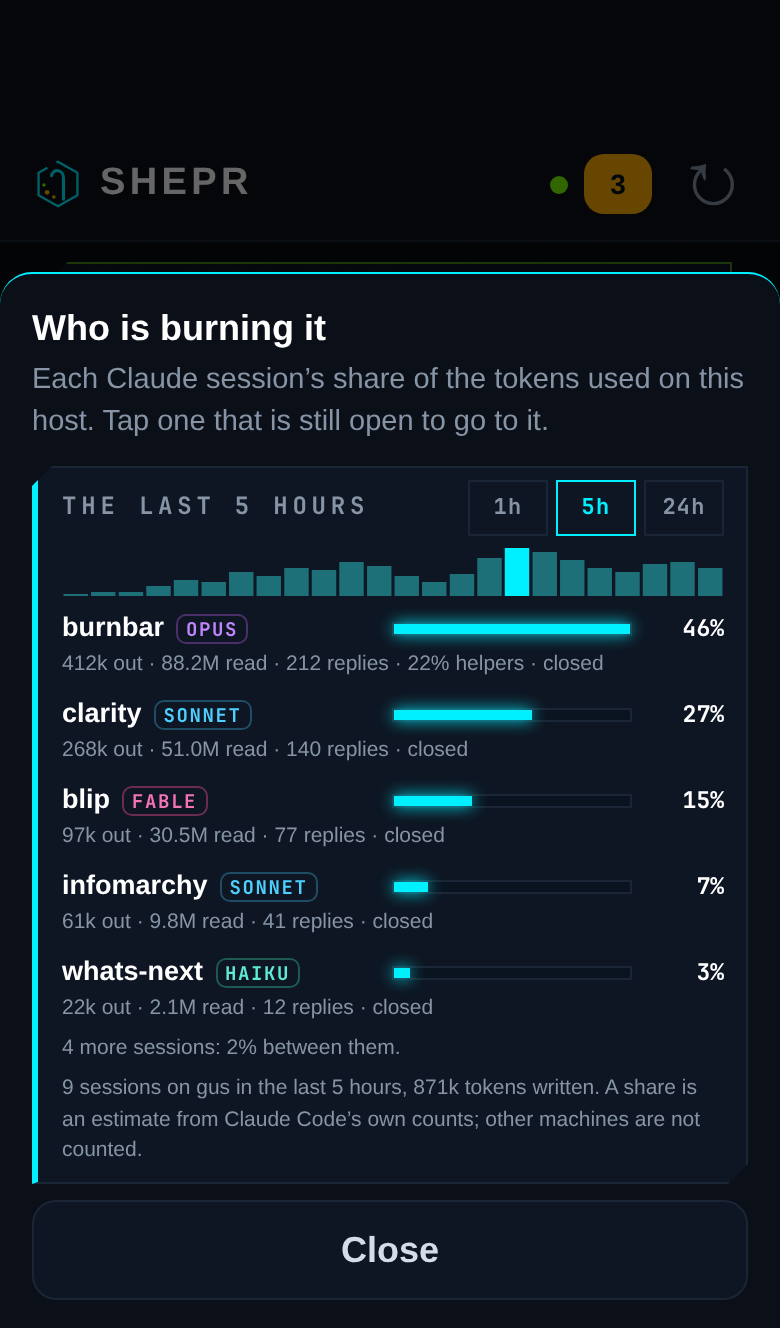 SHEPR
3
Who is burning it
Each Claude session’s share of the tokens used on this
host. Tap one that is still open to go to it.
THE LAST 5 HOURS
1h
5h
24h
burnbar OPUS 46%
412k out · 88.2M read · 212 replies · 22% helpers · closed
clarity SONNET 27%
268k out · 51.0M read · 140 replies · closed
blip FABLE 15%
97k out · 30.5M read · 77 replies · closed
infomarchy SONNET 7%
61k out · 9.8M read · 41 replies · closed
whats-next HAIKU 3%
22k out · 2.1M read · 12 replies · closed
4 more sessions: 2% between them.
9 sessions on gus in the last 5 hours, 871k tokens written. A share is
an estimate from Claude Code’s own counts; other machines are not
counted.
Close